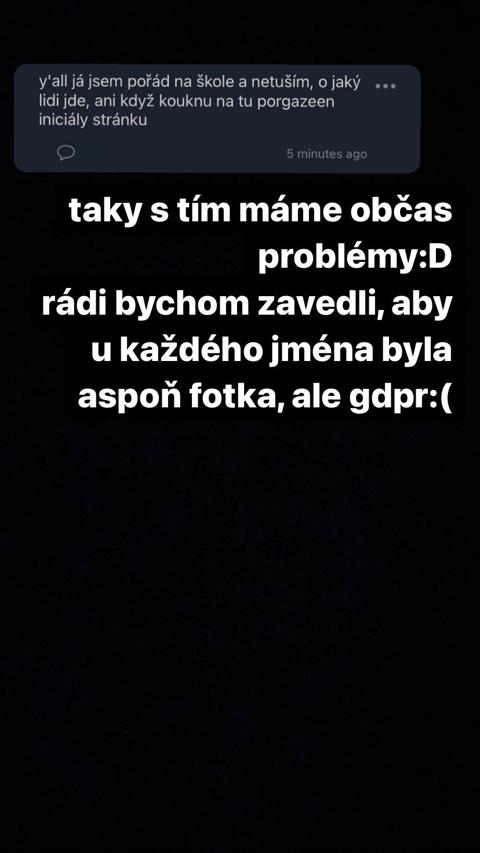 y'all já jsem pořád na škole a netuším, o jaký
lidi jde, ani když kouknu na tu porgazeen
iniciály stránku
5 minutes ago
taky s tím máme občas
problémy:D
rádi bychom zavedli, aby
u každého jména byla
aspoň fotka, ale gdpr:(